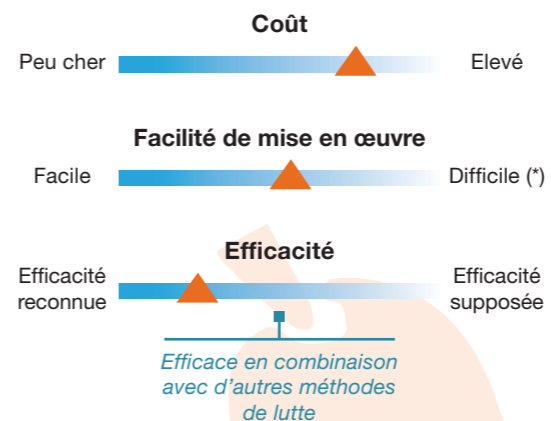 Coût
Peu cher
Elevé
Facilité de mise en œuvre
Facile
Difficile (*)
Efficacité
Efficacité
reconnue
Efficacité
supposée
Efficace en combinaison
avec d'autres méthodes
de lutte